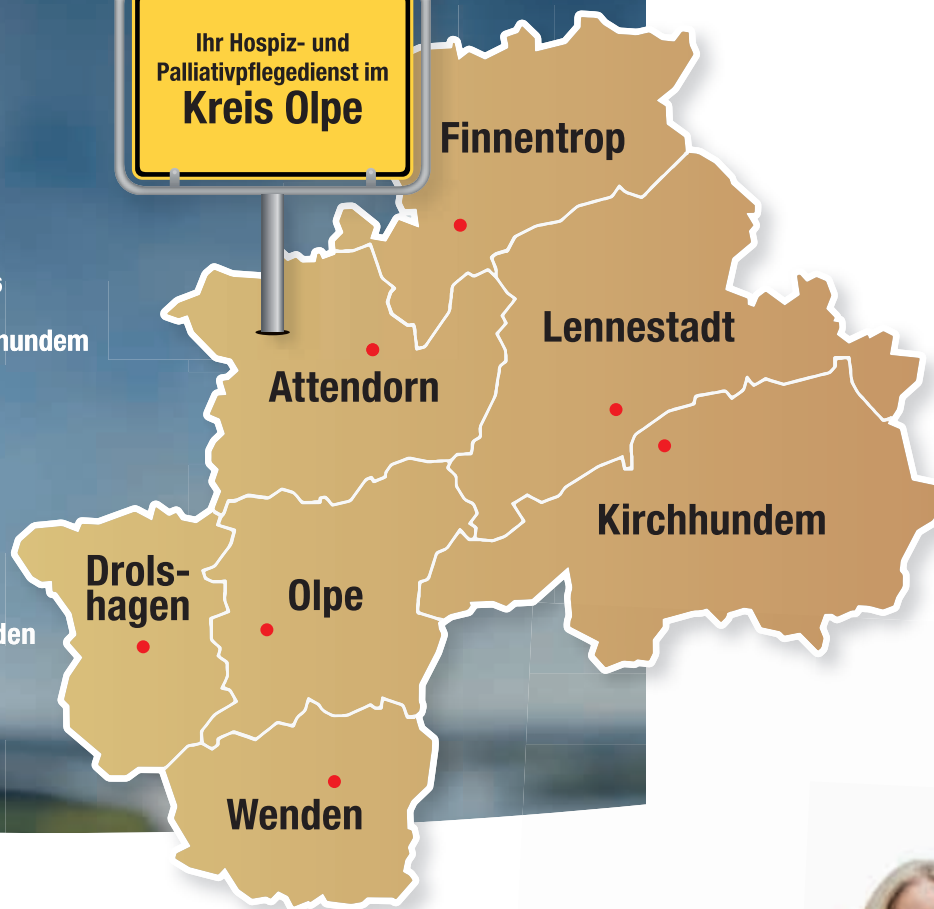 Ihr Hospiz- und
Palliativpflegedienst im
Kreis Olpe
Finnentrop
Lennestadt
Attendorn
Kirchhundem
Drols-
hagen
Olpe
Wenden